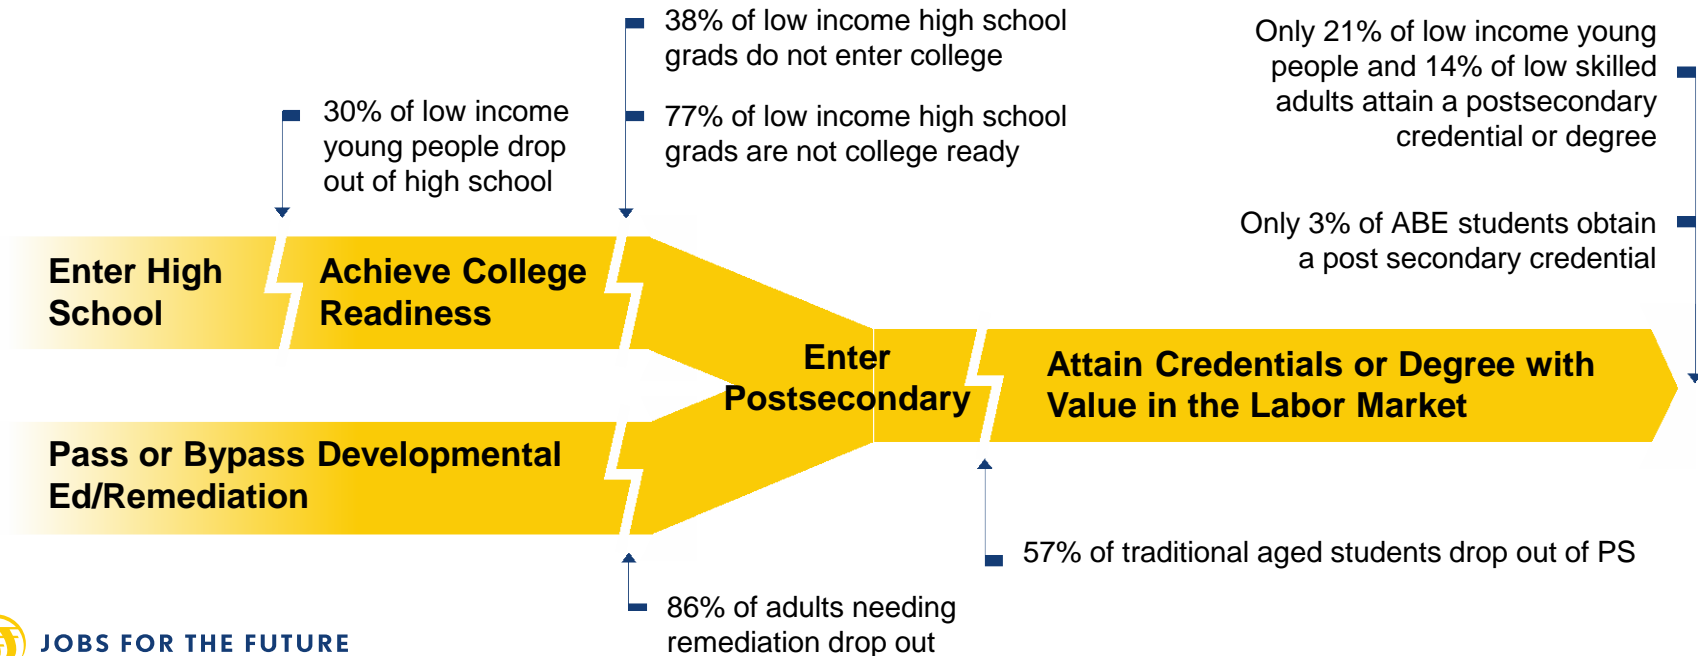 38% of low income high school
grads do not enter college
77% of low income high school
grads are not college ready
30% of low income
young people drop
out of high school
Only 21% of low income young
people and 14% of low skilled
adults attain a postsecondary
credential or degree
Only 3% of ABE students obtain
a post secondary credential
Enter High
School
Achieve College
Readiness
Enter
Postsecondary
Attain Credentials or Degree with
Value in the Labor Market
Pass or Bypass Developmental
Ed/Remediation
57% of traditional aged students drop out of PS
86% of adults needing
remediation drop out
JOBS FOR THE FUTURE